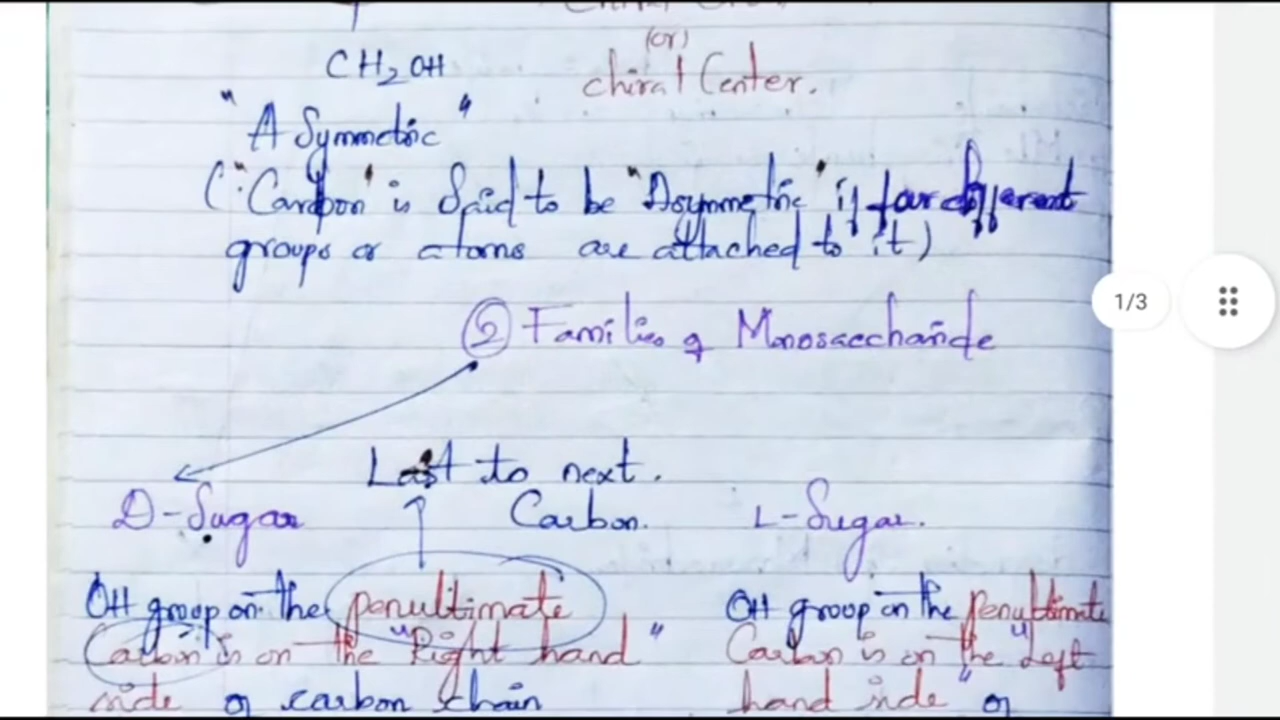 CH2OH
(or)
chiral Center.
"A Symmetric"
("Carbon" is Said to be "Asymmetric" if four different
groups or atoms are attached to it)
② Families of Monosaccharide
Last to next.
D-Sugar Carbon. L-Sugar.
OH group on the penultimate OH group on the Penultimate
Carbon is on the "Right hand" Carbon is on the "Left
side of carbon chain hand side" of
1/3